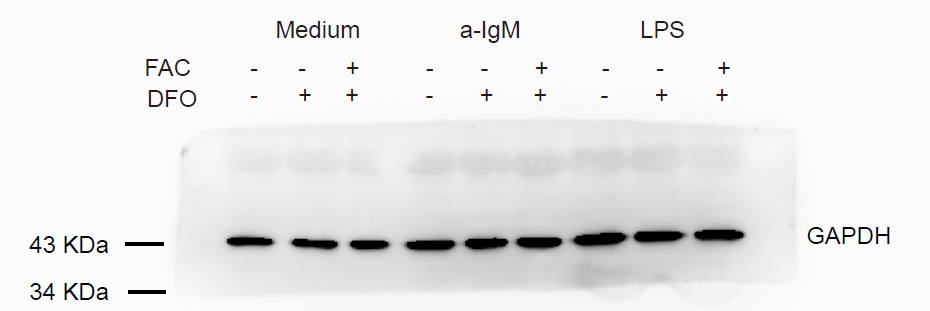 Medium a-IgM LPS
FAC - - + - - + - - +
DFO - + + - + + - + +
43 KDa GAPDH
34 KDa